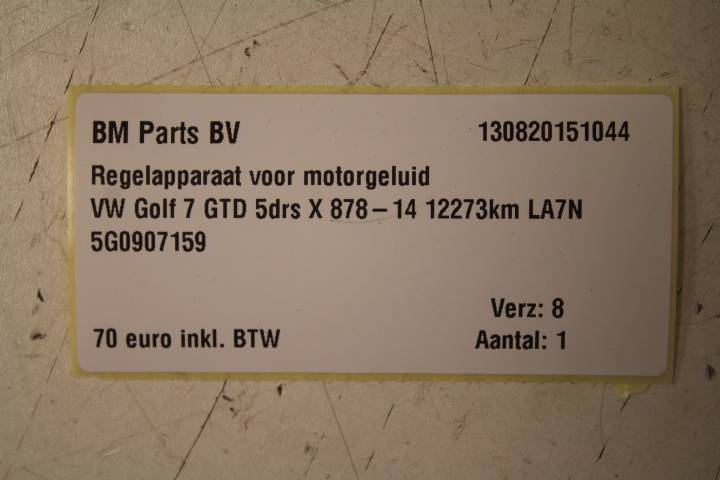 BM Parts BV 130820151044
Regelapparaat voor motorgeluid
VW Golf 7 GTD 5drs X 878-14 12273km LA7N
5G0907159
Verz: 8
70 euro inkl. BTW Aantal: 1